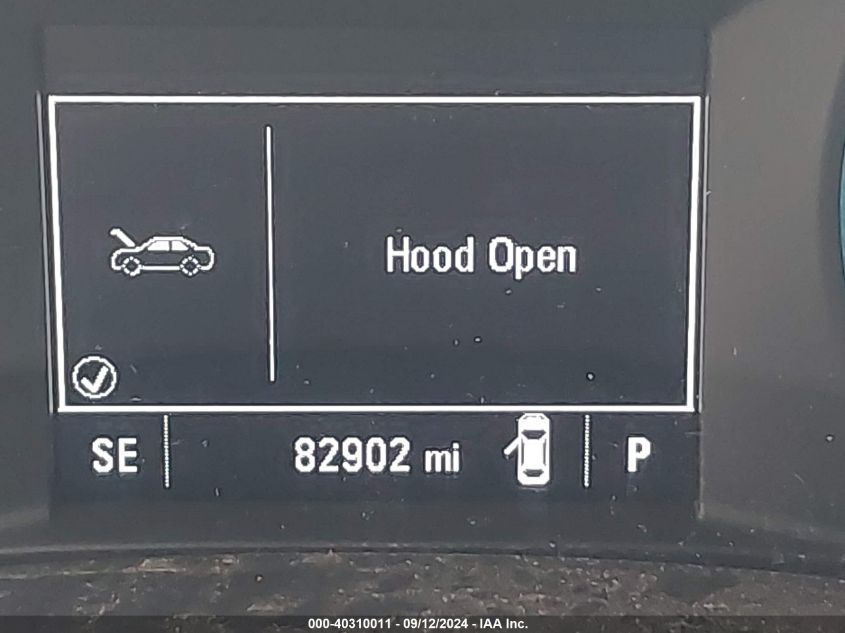 Hood Open
SE 82902 mi P
000-40310011 - 09/12/2024 - IAA Inc.